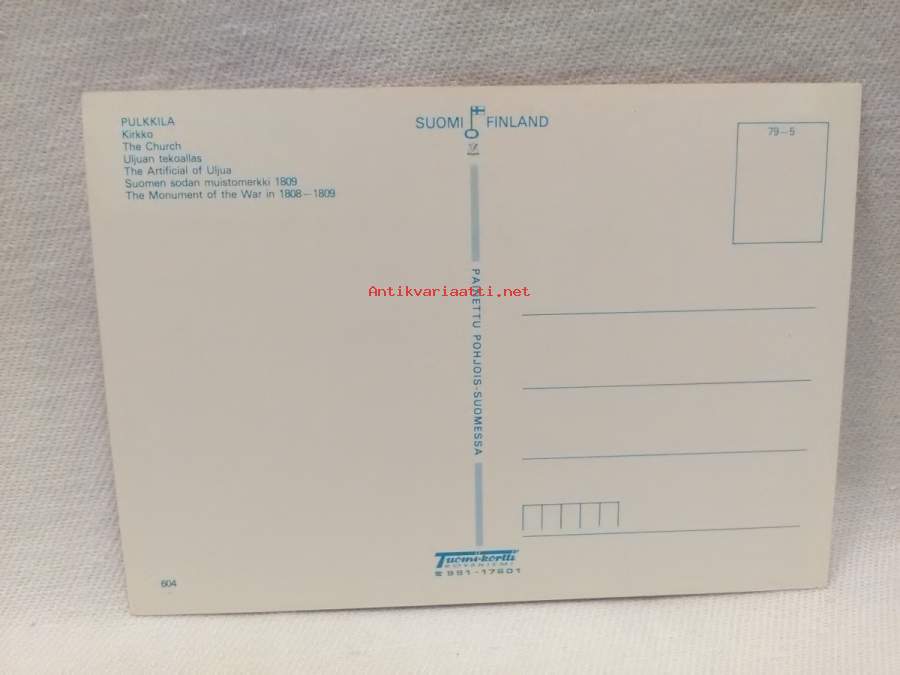 PULKKILA
Kirkko
The Church
Uljuan tekoallas
The Artificial of Uljua
Suomen sodan muistomerkki 1809
The Monument of the War in 1808–1809
SUOMI FINLAND
79–5
Antikvariaatti.net
PAINETTU POHJOIS-SUOMESSA
Tuomi-kortti
ROVANIEMI
991-17601
604